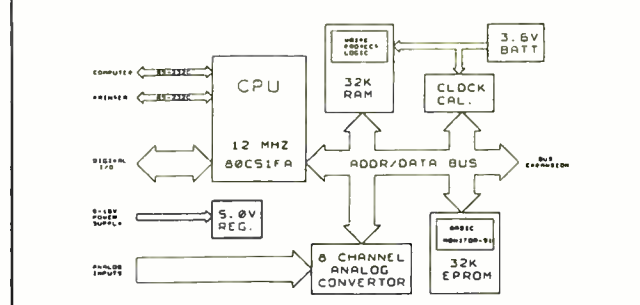 WRITE
PROTECT
LOGIC
32K
RAM
3.6V
BATT
COMPUTER
RS-232C
PRINTER
RS-232C
CPU
12 MHZ
80C51FA
CLOCK
CAL.
DIGITAL
I/O
ADDR/DATA BUS
BUS
EXPANSION
POWER
SUPPLY
5.0V
REG.
BASIC
32K
EPROM
ANALOG
INPUTS
8 CHANNEL
ANALOG
CONVERTOR